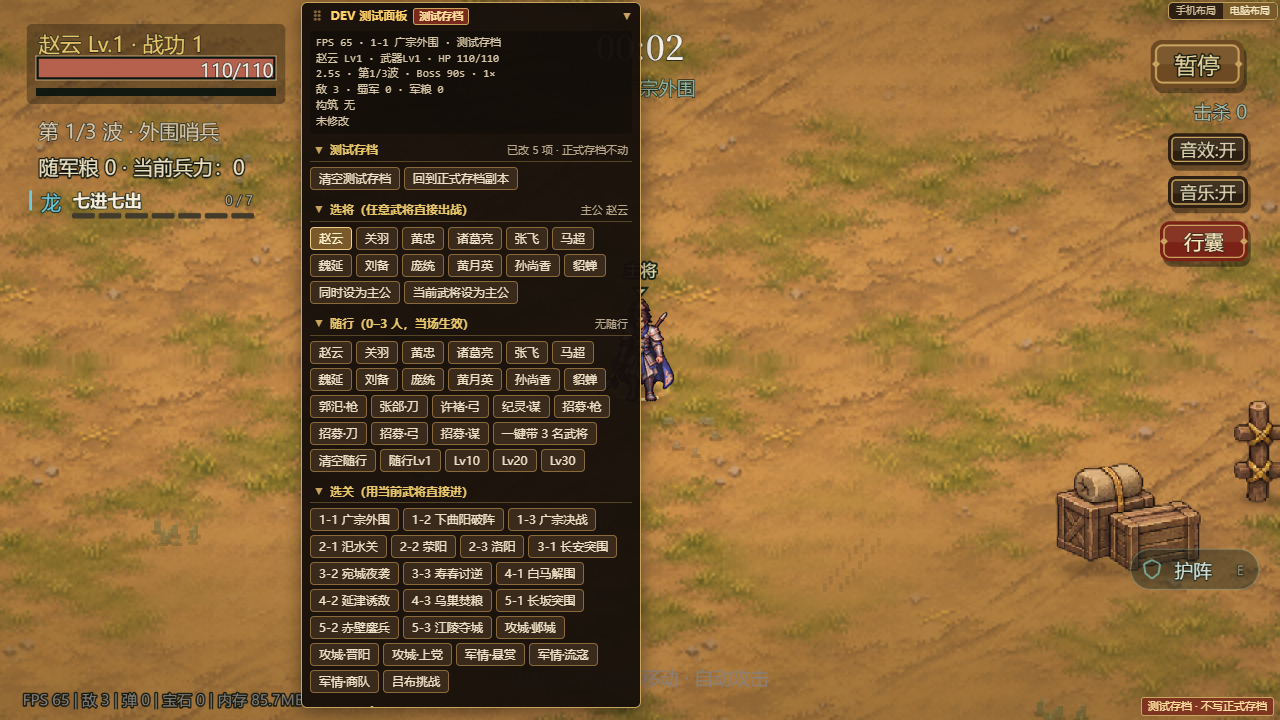 赵云 Lv.1 · 战功 1
110/110
第 1/3 波 · 外围哨兵
随军粮 0 · 当前兵力：0
龙 七进七出 0/7
DEV 测试面板 测试存档 ▼
FPS 65 · 1-1 广宗外围 · 测试存档
赵云 Lv1 · 武器Lv1 · HP 110/110
2.5s · 第1/3波 · Boss 90s · 1×
敌 3 · 蜀军 0 · 军粮 0
构筑 无
未修改
▼ 测试存档 已改 5 项 · 正式存档不动
清空测试存档 回到正式存档副本
▼ 选将（任意武将直接出战） 主公 赵云
赵云 关羽 黄忠 诸葛亮 张飞 马超
魏延 刘备 庞统 黄月英 孙尚香 貂蝉
同时设为主公 当前武将设为主公
▼ 随行（0–3 人，当场生效） 无随行
赵云 关羽 黄忠 诸葛亮 张飞 马超
魏延 刘备 庞统 黄月英 孙尚香 貂蝉
郭汜·枪 张郃·刀 许褚·弓 纪灵·谋 招募·枪
招募·刀 招募·弓 招募·谋 一键带 3 名武将
清空随行 随行Lv1 Lv10 Lv20 Lv30
▼ 选关（用当前武将直接进）
1-1 广宗外围 1-2 下曲阳破阵 1-3 广宗决战
2-1 汜水关 2-2 荥阳 2-3 洛阳 3-1 长安突围
3-2 宛城夜袭 3-3 寿春讨逆 4-1 白马解围
4-2 延津诱敌 4-3 乌巢焚粮 5-1 长坂突围
5-2 赤壁鏖兵 5-3 江陵夺城 攻城·邺城
攻城·晋阳 攻城·上党 军情·悬赏 军情·流寇
军情·商队 吕布挑战
00:02
宗外围
将
手机布局 电脑布局
暂停
击杀 0
音效:开
音乐:开
行囊
护阵 E
自动攻击
FPS 65 | 敌 3 | 弹 0 | 宝石 0 | 内存 85.7MB
测试存档 · 不写正式存档